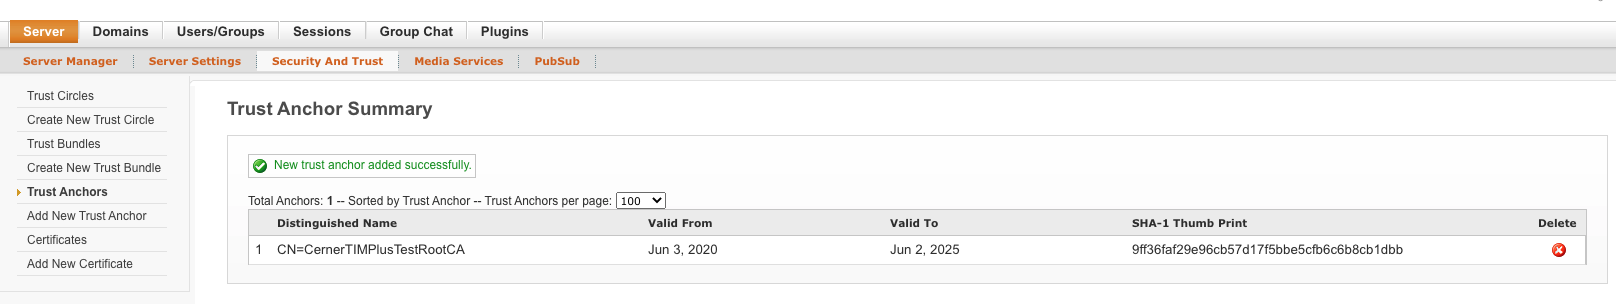 Server Domains Users/Groups Sessions Group Chat Plugins
Server Manager Server Settings Security And Trust Media Services PubSub
Trust Circles
Create New Trust Circle
Trust Bundles
Create New Trust Bundle
Trust Anchors
Add New Trust Anchor
Certificates
Add New Certificate
Trust Anchor Summary
New trust anchor added successfully.
Total Anchors: 1 -- Sorted by Trust Anchor -- Trust Anchors per page: 100
Distinguished Name Valid From Valid To SHA-1 Thumb Print Delete
1 CN=CernerTIMPlusTestRootCA Jun 3, 2020 Jun 2, 2025 9ff36faf29e96cb57d17f5bbe5cfb6c6b8cb1dbb